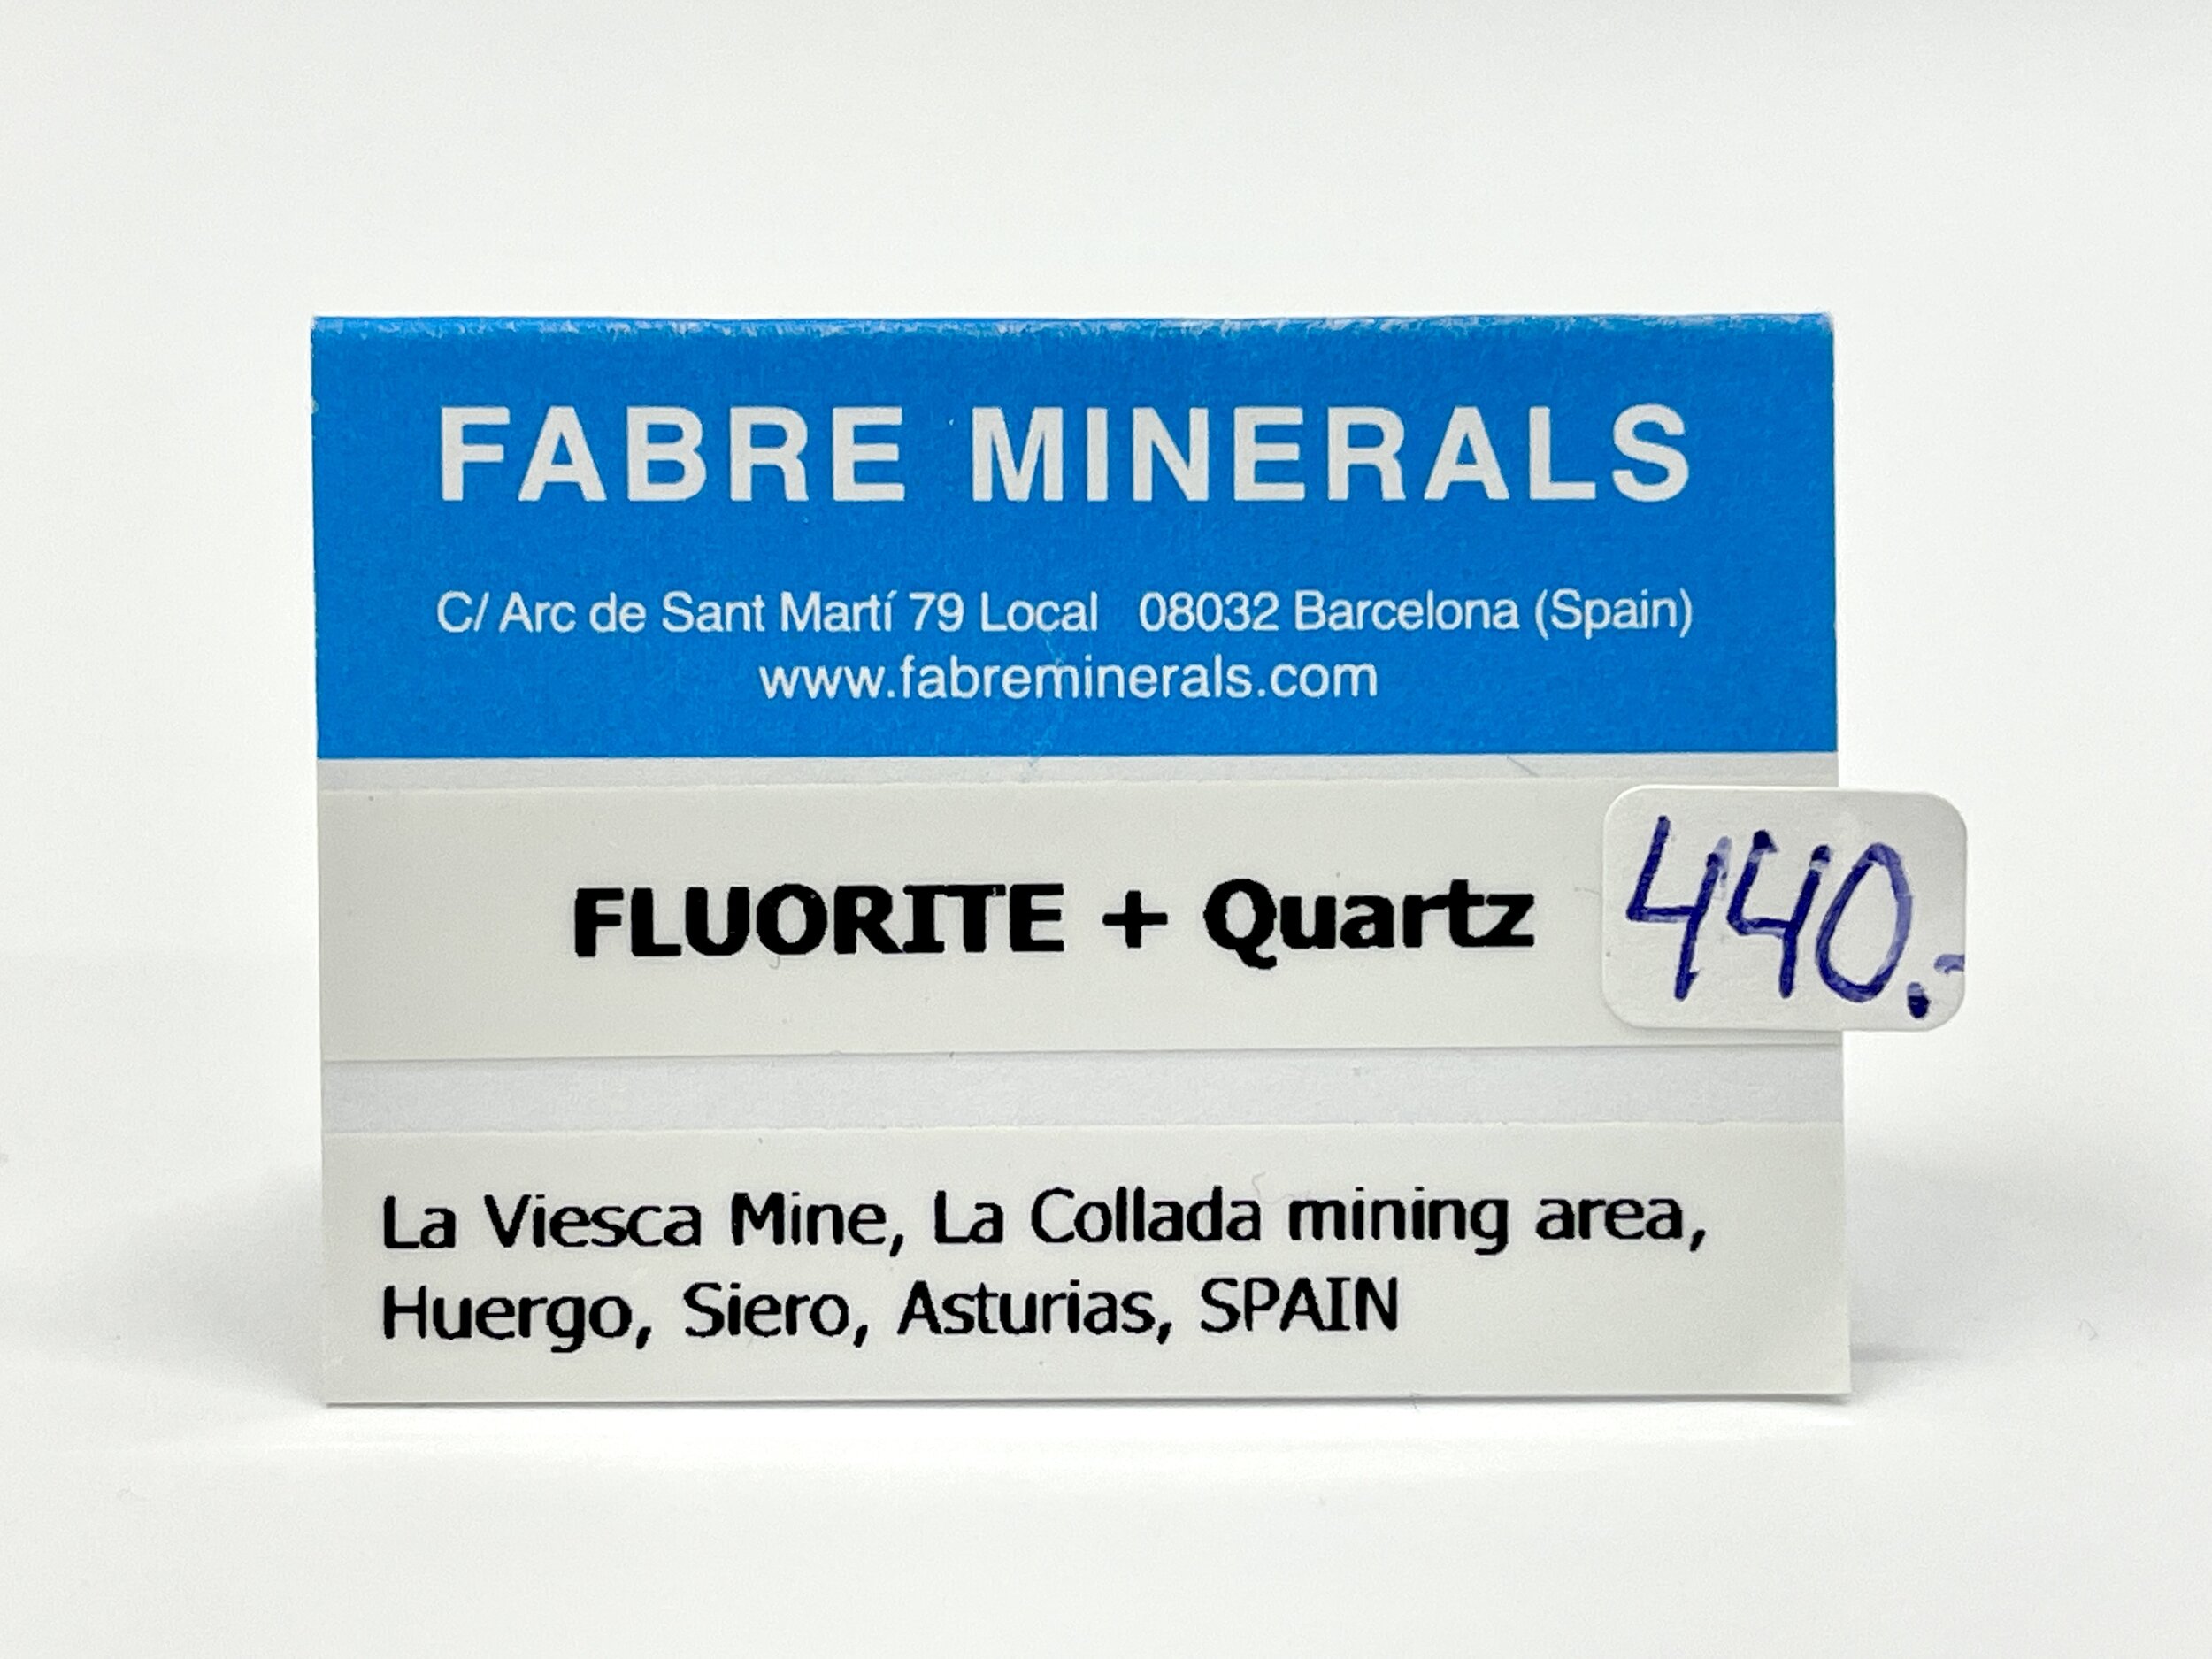 FABRE MINERALS
C/ Arc de Sant Martí 79 Local 08032 Barcelona (Spain)
www.fabreminerals.com
FLUORITE + Quartz
440.-
La Viesca Mine, La Collada mining area,
Huergo, Siero, Asturias, SPAIN